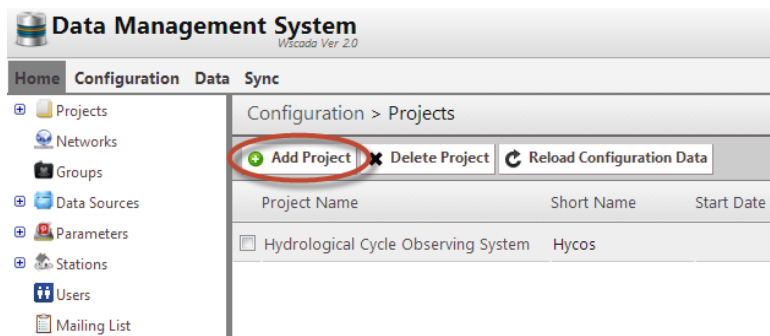 Data Management System
Wscada Ver 2.0
Home Configuration Data Sync
Projects
Networks
Groups
Data Sources
Parameters
Stations
Users
Mailing List
Configuration > Projects
Add Project Delete Project Reload Configuration Data
Project Name Short Name Start Date
Hydrological Cycle Observing System Hycos